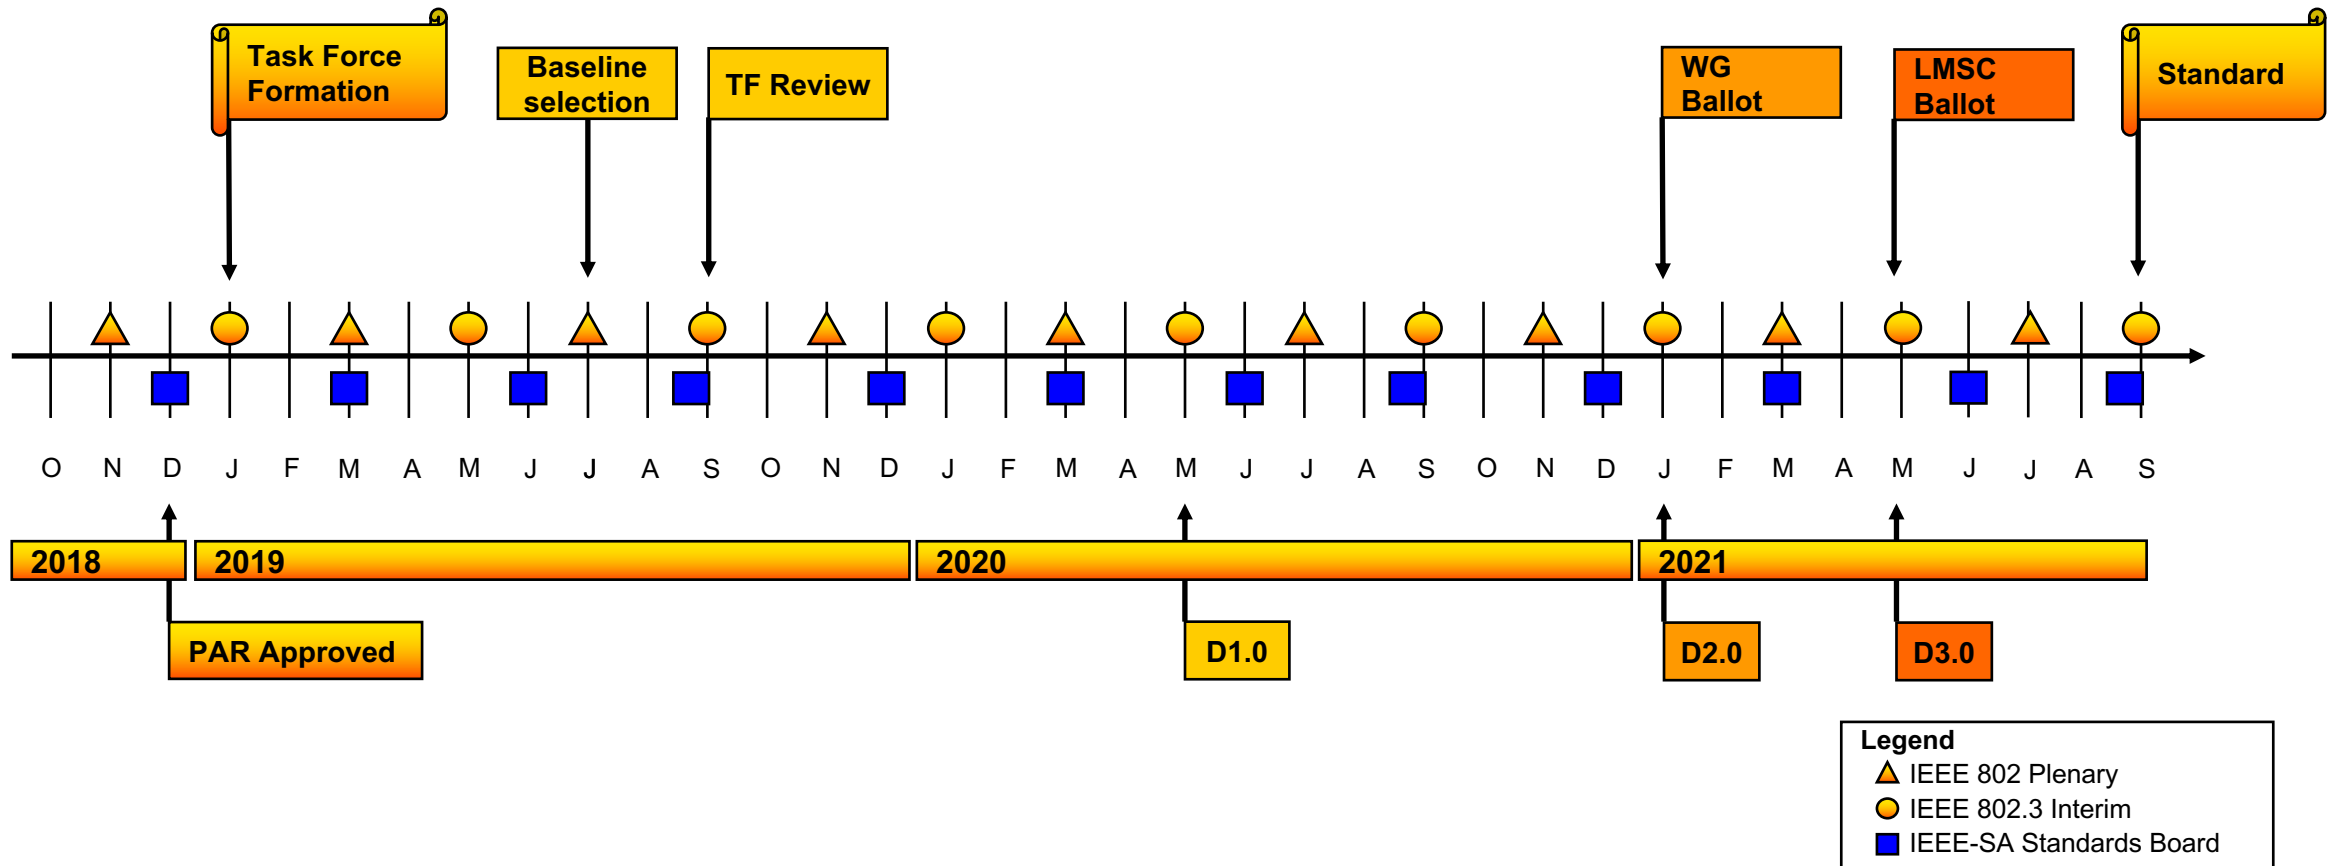 Task Force
Formation
Baseline
selection
TF Review
WG
Ballot
LMSC
Ballot
Standard
O N D J F M A M J J A S O N D J F M A M J J A S O N D J F M A M J J A S
2018
2019
2020
2021
PAR Approved
D1.0
D2.0
D3.0
Legend
IEEE 802 Plenary
IEEE 802.3 Interim
IEEE-SA Standards Board